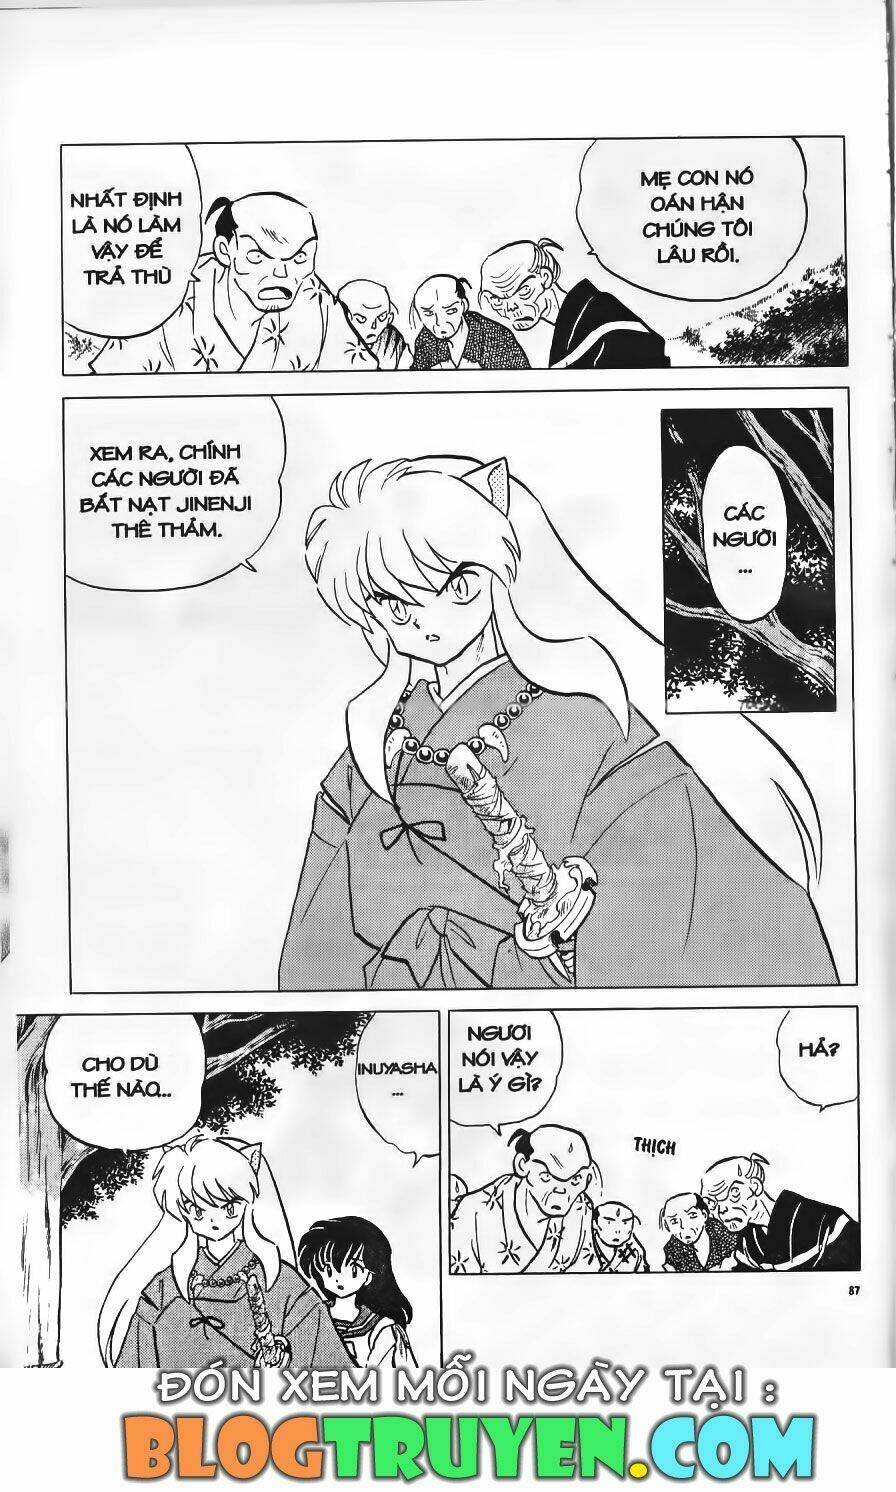 MẸ CON NÓ
OÁN HẬN
CHÚNG TÔI
LÂU RỒI.
NHẤT ĐỊNH
LÀ NÓ LÀM
VẬY ĐỂ
TRẢ THÙ
CÁC
NGƯỜI
...
XEM RA, CHÍNH
CÁC NGƯỜI ĐÃ
BẮT NẠT JINENJI
THÊ THẢM.
HẢ?
NGƯƠI
NÓI VẬY
LÀ Ý GÌ?
THỊCH
87
INUYASHA
...
CHO DÙ
THẾ NÀO...
ĐÓN XEM MỖI NGÀY TẠI :
BLOGTRUYEN.COM